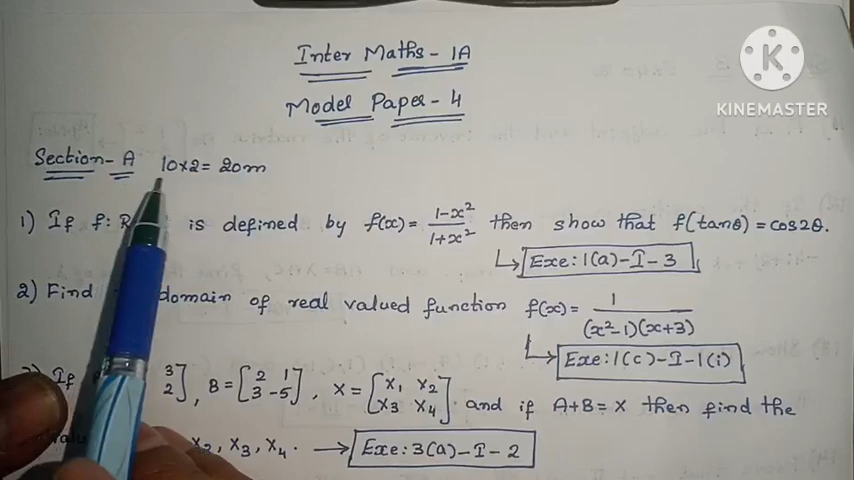 Inter Maths - 1A
KINEMASTER
Model Paper - 4
Section - A 10x2 = 20m
1) If f: R is defined by f(x) = 1-x²/1+x² then show that f(tanθ) = cos2θ.
Exe: 1(a) - I - 3
2) Find domain of real valued function f(x) = 1/(x²-1)(x+3)
Exe: 1(c) - I - 1(i)
If 3 2], B = [2 1 3 -5], X = [x₁ x₂ x₃ x₄] and if A+B = X then find the
x₂, x₃, x₄. → Exe: 3(a) - I - 2